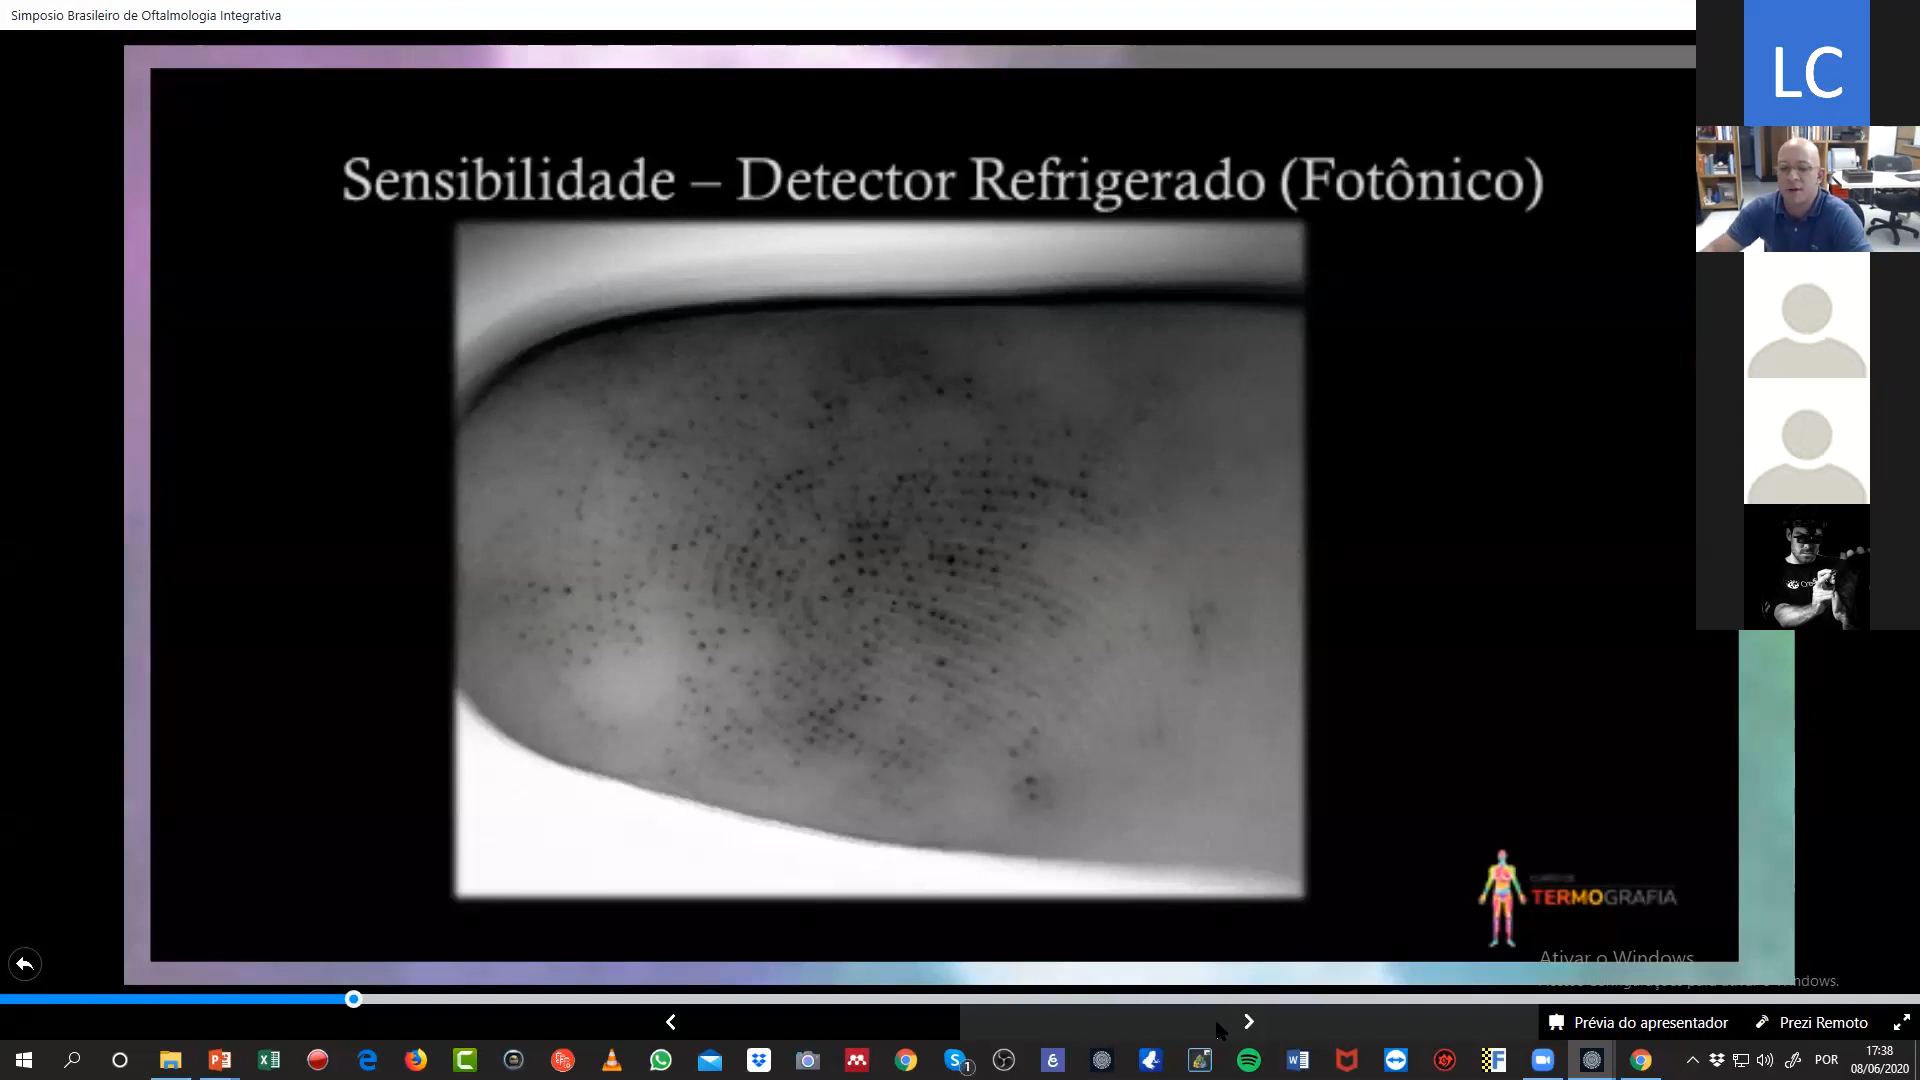 Simposio Brasileiro de Oftalmologia Integrativa
LC
Sensibilidade – Detector Refrigerado (Fotônico)
TERMOGRAFIA
Ativar o Windows
Prévia do apresentador
Prezi Remoto
POR
17:38
08/06/2020